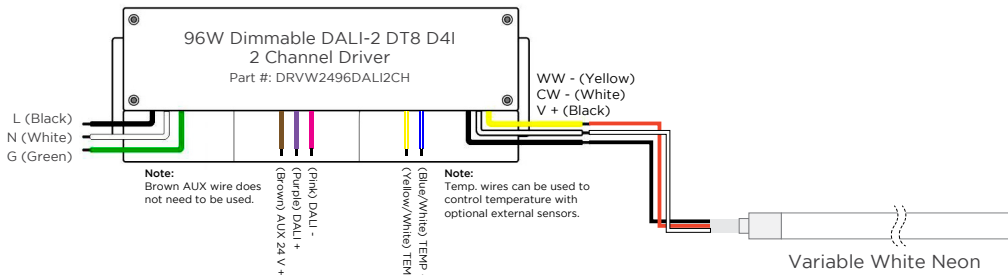 96W Dimmable DALI-2 DT8 D4I
2 Channel Driver
Part #: DRVW2496DALI2CH
WW - (Yellow)
CW - (White)
V + (Black)
L (Black)
N (White)
G (Green)
Note:
Brown AUX wire does
not need to be used.
(Brown) AUX 24 V +
(Purple) DALI +
(Pink) DALI -
(Yellow/White)
(Blue/White) TEMP
Note:
Temp. wires can be used to
control temperature with
optional external sensors.
Variable White Neon